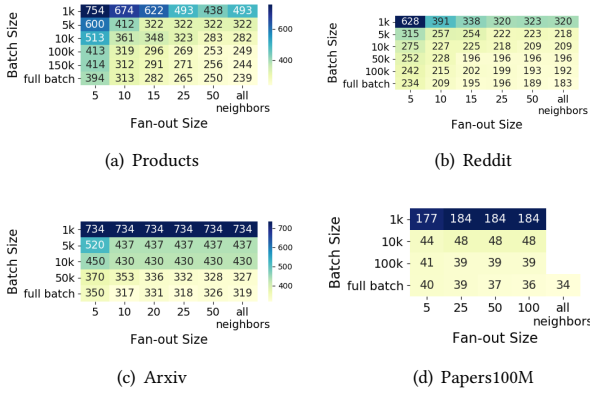 Batch Size
1k 754 674 622 493 438 493
5k 600 412 322 322 322 322
10k 513 361 348 323 283 282
100k 413 319 296 269 253 249
150k 414 312 291 271 256 244
full batch 394 313 282 265 250 239
5 10 15 25 50 all neighbors
Fan-out Size
600
400
(a) Products
Batch Size
1k 628 391 338 320 323 320
5k 315 257 254 222 223 218
10k 275 227 225 218 209 209
50k 252 228 196 196 196 196
100k 242 215 202 199 193 192
full batch 234 209 195 196 189 183
5 10 15 25 50 all neighbors
Fan-out Size
(b) Reddit
Batch Size
1k 734 734 734 734 734 734
5k 520 437 437 437 437 437
10k 450 430 430 430 430 430
50k 370 353 336 332 328 327
full batch 350 317 331 318 326 319
5 10 20 25 50 all neighbors
Fan-out Size
700
600
500
400
(c) Arxiv
Batch Size
1k 177 184 184 184
10k 44 48 48 48
100k 41 39 39 39
full batch 40 39 37 36 34
5 25 50 100 all neighbors
Fan-out Size
(d) Papers100M